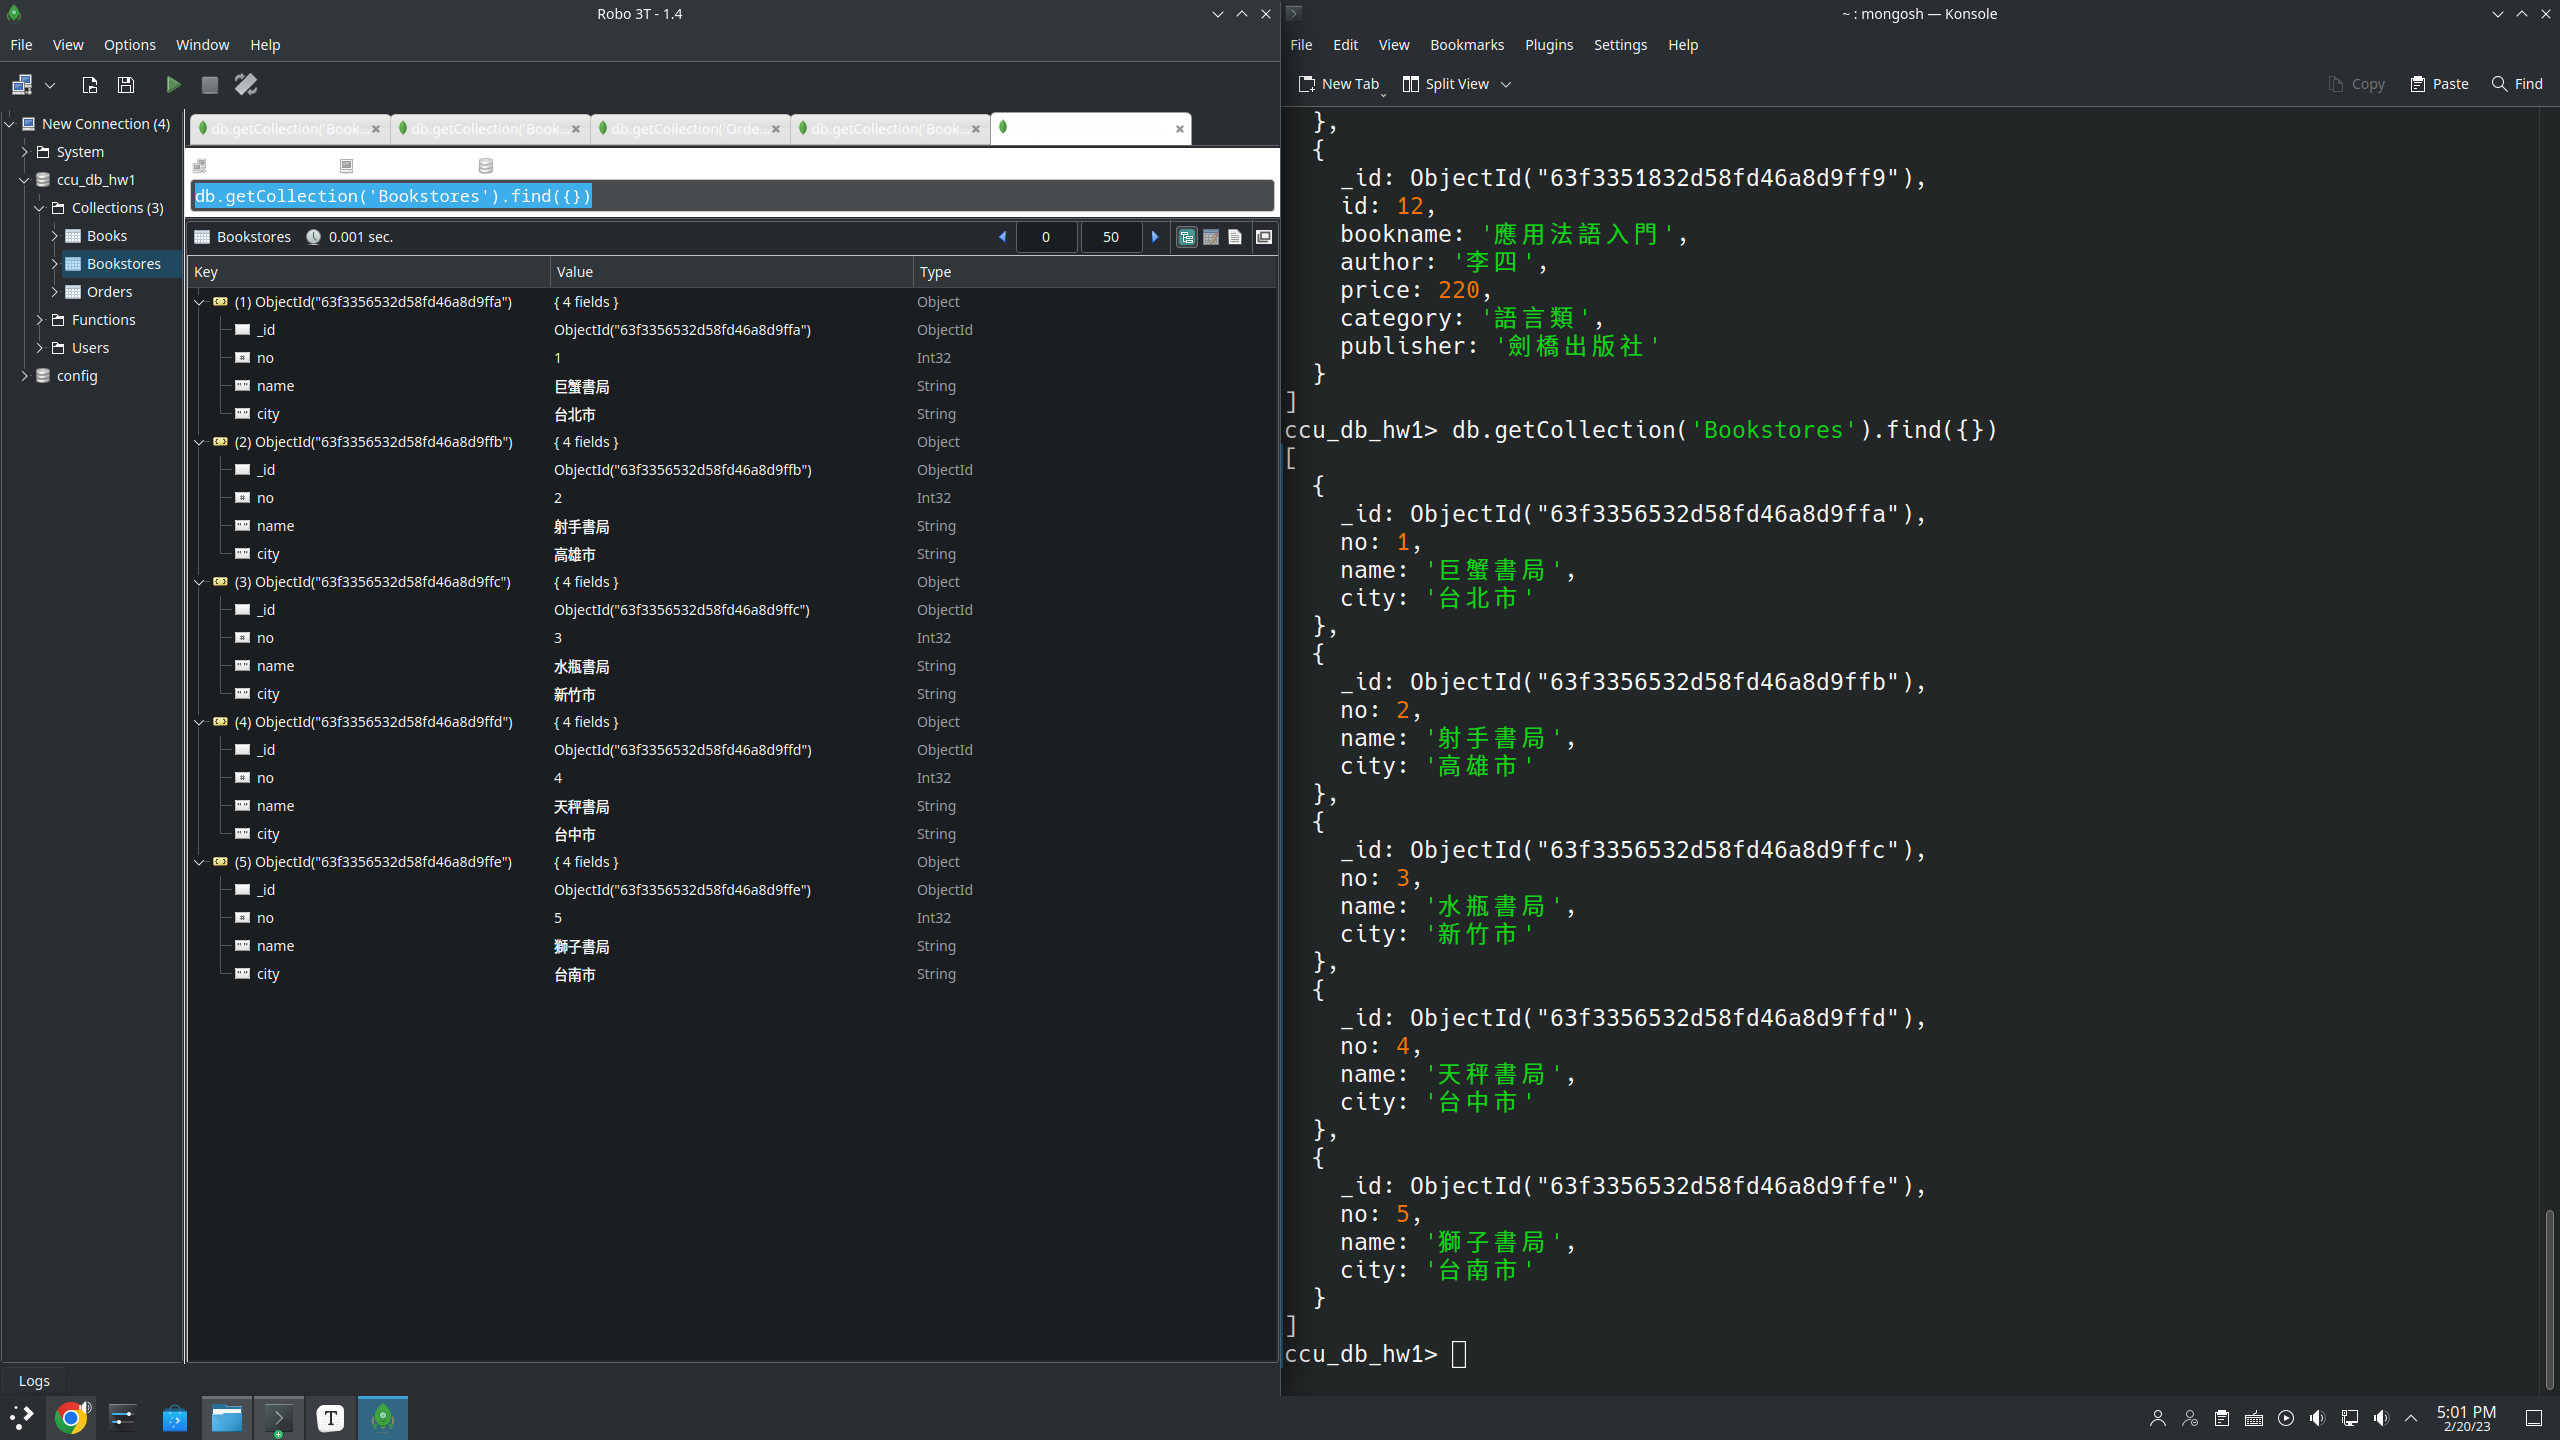 Robo 3T - 1.4
File View Options Window Help
New Connection (4)
System
ccu_db_hw1
Collections (3)
Books
Bookstores
Orders
Functions
Users
config
db.getCollection('Book... db.getCollection('Book... db.getCollection('Orde... db.getCollection('Book...
db.getCollection('Bookstores').find({})
Bookstores 0.001 sec. 0 50
Key Value Type
(1) ObjectId("63f3356532d58fd46a8d9ffa") { 4 fields } Object
_id ObjectId("63f3356532d58fd46a8d9ffa") ObjectId
no 1 Int32
name 巨蟹書局 String
city 台北市 String
(2) ObjectId("63f3356532d58fd46a8d9ffb") { 4 fields } Object
_id ObjectId("63f3356532d58fd46a8d9ffb") ObjectId
no 2 Int32
name 射手書局 String
city 高雄市 String
(3) ObjectId("63f3356532d58fd46a8d9ffc") { 4 fields } Object
_id ObjectId("63f3356532d58fd46a8d9ffc") ObjectId
no 3 Int32
name 水瓶書局 String
city 新竹市 String
(4) ObjectId("63f3356532d58fd46a8d9ffd") { 4 fields } Object
_id ObjectId("63f3356532d58fd46a8d9ffd") ObjectId
no 4 Int32
name 天秤書局 String
city 台中市 String
(5) ObjectId("63f3356532d58fd46a8d9ffe") { 4 fields } Object
_id ObjectId("63f3356532d58fd46a8d9ffe") ObjectId
no 5 Int32
name 獅子書局 String
city 台南市 String
Logs
~ : mongosh — Konsole
File Edit View Bookmarks Plugins Settings Help
New Tab Split View Copy Paste Find
},
{
_id: ObjectId("63f3351832d58fd46a8d9ff9"),
id: 12,
bookname: '應用法語入門',
author: '李四',
price: 220,
category: '語言類',
publisher: '劍橋出版社'
}
]
ccu_db_hw1> db.getCollection('Bookstores').find({})
[
{
_id: ObjectId("63f3356532d58fd46a8d9ffa"),
no: 1,
name: '巨蟹書局',
city: '台北市'
},
{
_id: ObjectId("63f3356532d58fd46a8d9ffb"),
no: 2,
name: '射手書局',
city: '高雄市'
},
{
_id: ObjectId("63f3356532d58fd46a8d9ffc"),
no: 3,
name: '水瓶書局',
city: '新竹市'
},
{
_id: ObjectId("63f3356532d58fd46a8d9ffd"),
no: 4,
name: '天秤書局',
city: '台中市'
},
{
_id: ObjectId("63f3356532d58fd46a8d9ffe"),
no: 5,
name: '獅子書局',
city: '台南市'
}
]
ccu_db_hw1>
5:01 PM
2/20/23